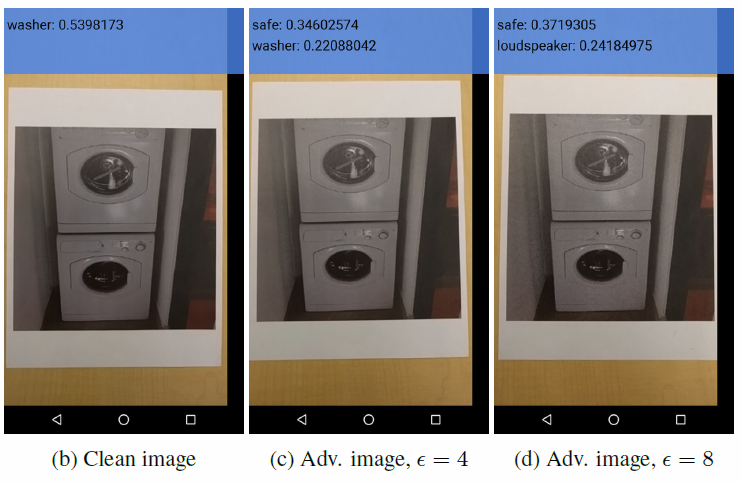 washer: 0.5398173
safe: 0.34602574
washer: 0.22088042
safe: 0.3719305
loudspeaker: 0.24184975
(b) Clean image
(c) Adv. image, ϵ = 4
(d) Adv. image, ϵ = 8